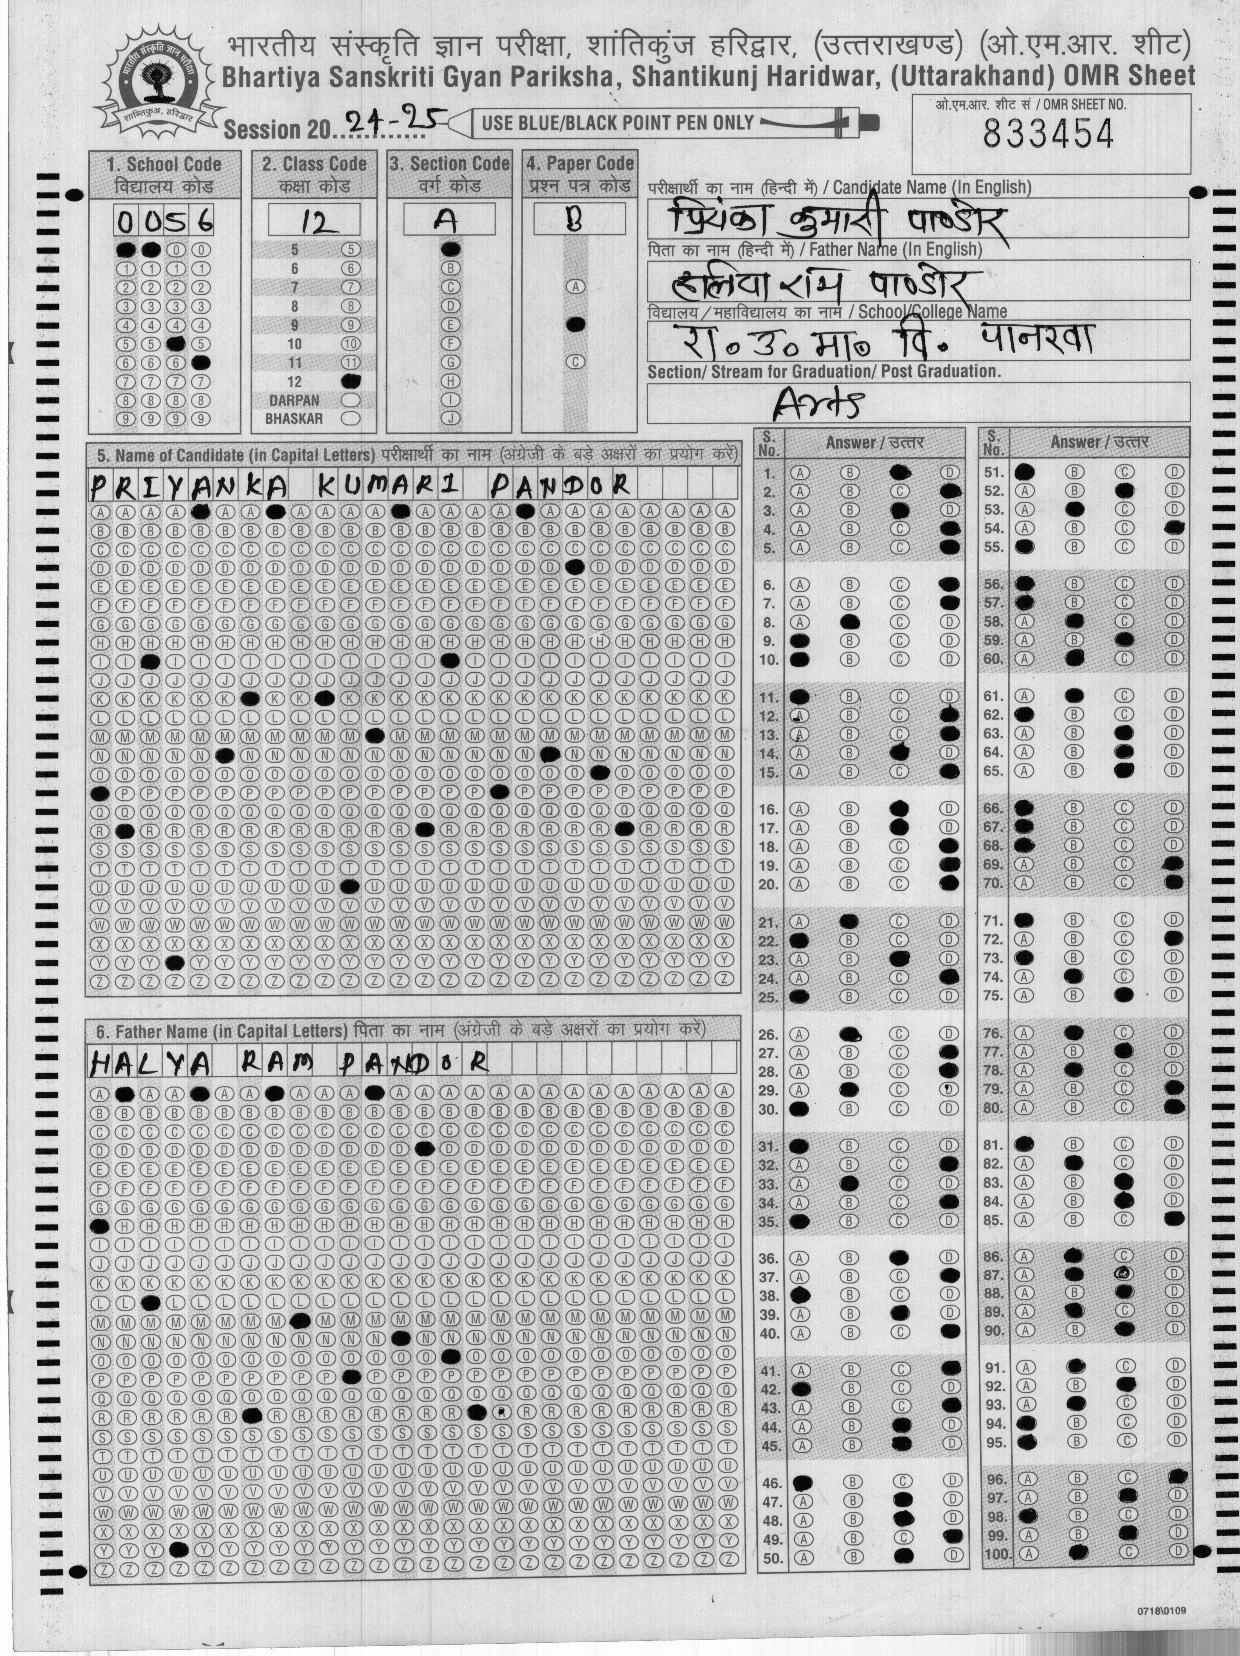 भारतीय संस्कृति ज्ञान परीक्षा, शांतिकुंज हरिद्वार, (उत्तराखण्ड) (ओ.एम.आर. शीट)
Bhartiya Sanskriti Gyan Pariksha, Shantikunj Haridwar, (Uttarakhand) OMR Sheet
Session 20 24-25
USE BLUE/BLACK POINT PEN ONLY
ओ.एम.आर. शीट सं / OMR SHEET NO.
833454
1. School Code
विद्यालय कोड
0056
2. Class Code
कक्षा कोड
12
3. Section Code
वर्ग कोड
A
4. Paper Code
प्रश्न पत्र कोड
B
5
6
7
8
9
10
11
12
DARPAN
BHASKAR
परीक्षार्थी का नाम (हिन्दी में) / Candidate Name (In English)
प्रियंका कुमारी पाण्डोर
पिता का नाम (हिन्दी में) / Father Name (In English)
राम पाण्डोर
विद्यालय / महाविद्यालय का नाम / School/College Name
रा० उ० मा० वि. पानरवा
Section/ Stream for Graduation/ Post Graduation.
Arts
5. Name of Candidate (in Capital Letters) परीक्षार्थी का नाम (अंग्रेजी के बड़े अक्षरों का प्रयोग करें)
PRIYANKA KUMARI PANDOR
6. Father Name (in Capital Letters) पिता का नाम (अंग्रेजी के बड़े अक्षरों का प्रयोग करें)
HALYA RAM PANDOR
S. No. Answer / उत्तर
S. No. Answer / उत्तर
0718\0109